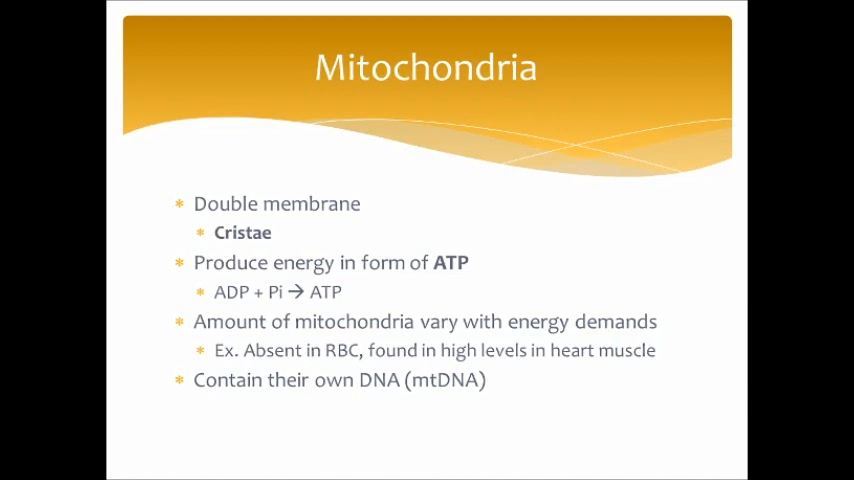 Mitochondria
* Double membrane
* Cristae
* Produce energy in form of ATP
* ADP + Pi → ATP
* Amount of mitochondria vary with energy demands
* Ex. Absent in RBC, found in high levels in heart muscle
* Contain their own DNA (mtDNA)